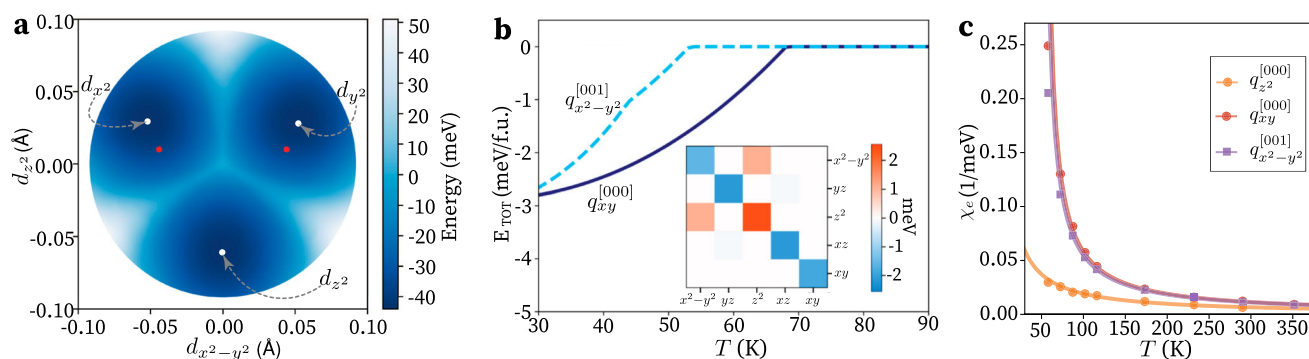 a
0.10
0.05
0.00
-0.05
-0.10
-0.10 -0.05 0.00 0.05 0.10
d_{z^2} (Å)
d_{x^2-y^2} (Å)
d_{x^2}
d_{y^2}
d_{z^2}
50
40
30
20
10
0
-10
-20
-30
-40
Energy (meV)
b
0
-1
-2
-3
-4
-5
30 40 50 60 70 80 90
E_{TOT} (meV/f.u.)
T (K)
q_{x^2-y^2}^{[001]}
q_{xy}^{[000]}
x^2-y^2
yz
z^2
xz
xy
x^2-y^2 yz z^2 xz xy
2
1
0
-1
-2
meV
c
0.25
0.20
0.15
0.10
0.05
0.00
50 100 150 200 250 300 350
χ_e (1/meV)
T (K)
q_{z^2}^{[000]}
q_{xy}^{[000]}
q_{x^2-y^2}^{[001]}